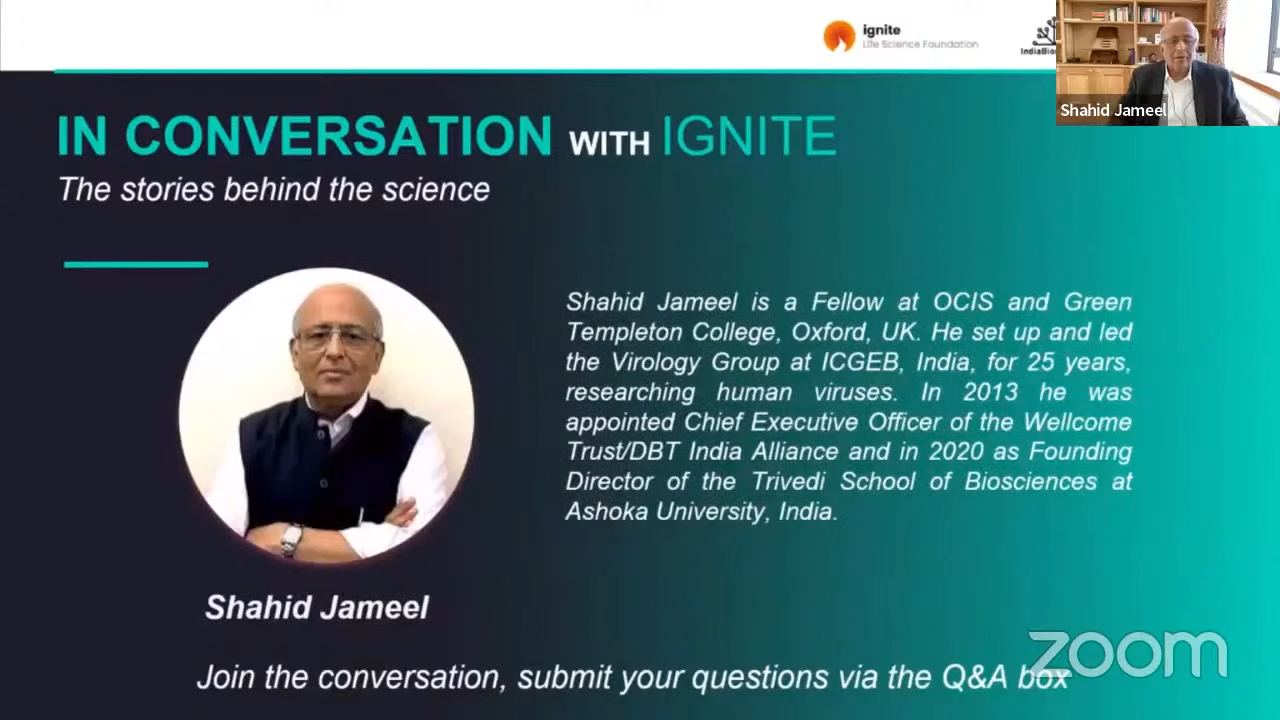 ignite
Life Science Foundation
Shahid Jameel
IN CONVERSATION WITH IGNITE
The stories behind the science
Shahid Jameel is a Fellow at OCIS and Green
Templeton College, Oxford, UK. He set up and led
the Virology Group at ICGEB, India, for 25 years,
researching human viruses. In 2013 he was
appointed Chief Executive Officer of the Wellcome
Trust/DBT India Alliance and in 2020 as Founding
Director of the Trivedi School of Biosciences at
Ashoka University, India.
Shahid Jameel
Join the conversation, submit your questions via the Q&A box
zoom